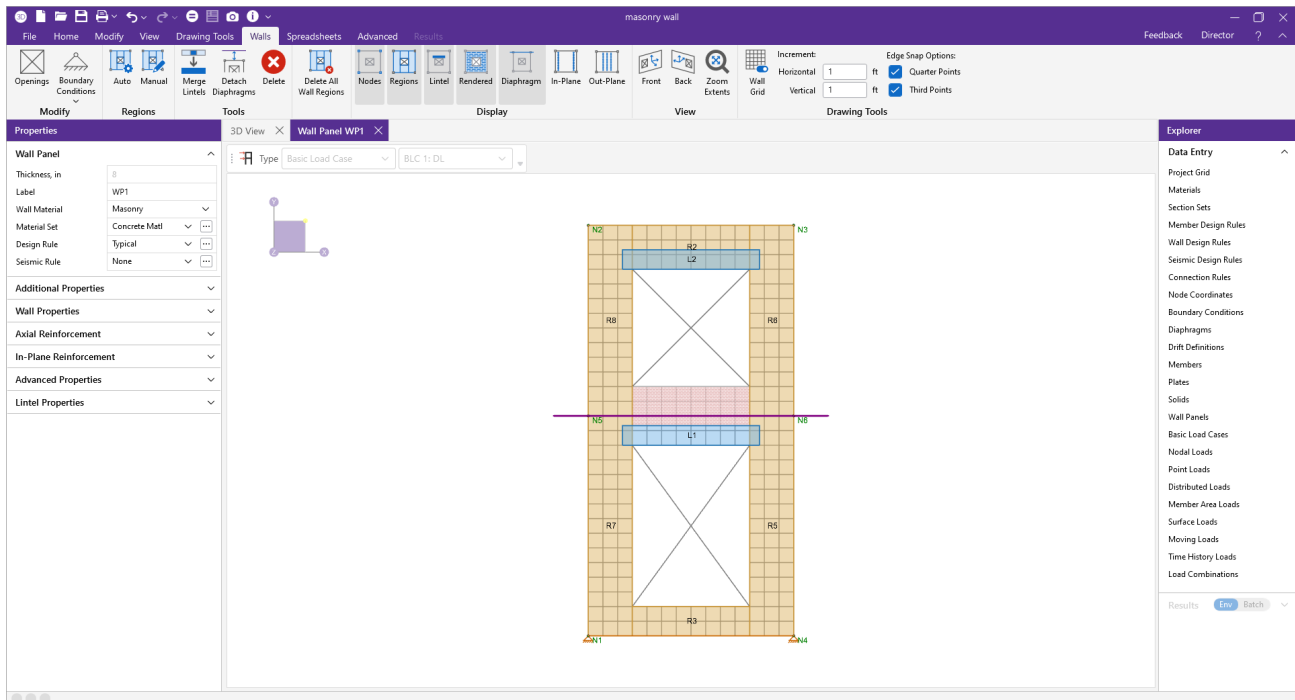 masonry wall
File Home Modify View Drawing Tools Walls Spreadsheets Advanced Results Feedback Director ?
Openings Boundary Conditions Auto Manual Merge Lintels Detach Diaphragms Delete Delete All Wall Regions Nodes Regions Lintel Rendered Diaphragm In-Plane Out-Plane Front Back Zoom Extents Wall Grid
Increment: Edge Snap Options:
Horizontal 1 ft Quarter Points
Vertical 1 ft Third Points
Modify Regions Tools Display View Drawing Tools
Properties
Wall Panel
Thickness, in 8
Label WP1
Wall Material Masonry
Material Set Concrete Matl ...
Design Rule Typical ...
Seismic Rule None ...
Additional Properties
Wall Properties
Axial Reinforcement
In-Plane Reinforcement
Advanced Properties
Lintel Properties
3D View Wall Panel WP1
Type Basic Load Case BLC 1: DL
Y
Z X
N2 N3
R2
L2
R8 R6
N5 N6
L1
R7 R5
R3
N1 N4
Explorer
Data Entry
Project Grid
Materials
Section Sets
Member Design Rules
Wall Design Rules
Seismic Design Rules
Connection Rules
Node Coordinates
Boundary Conditions
Diaphragms
Drift Definitions
Members
Plates
Solids
Wall Panels
Basic Load Cases
Nodal Loads
Point Loads
Distributed Loads
Member Area Loads
Surface Loads
Moving Loads
Time History Loads
Load Combinations
Results Env Batch